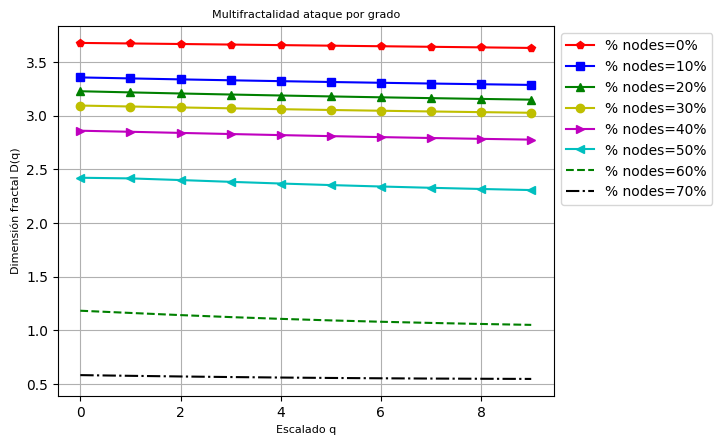 Multifractalidad ataque por grado
Dimensión fractal D(q)
3.5
3.0
2.5
2.0
1.5
1.0
0.5
0 2 4 6 8
Escalado q
% nodes=0%
% nodes=10%
% nodes=20%
% nodes=30%
% nodes=40%
% nodes=50%
% nodes=60%
% nodes=70%